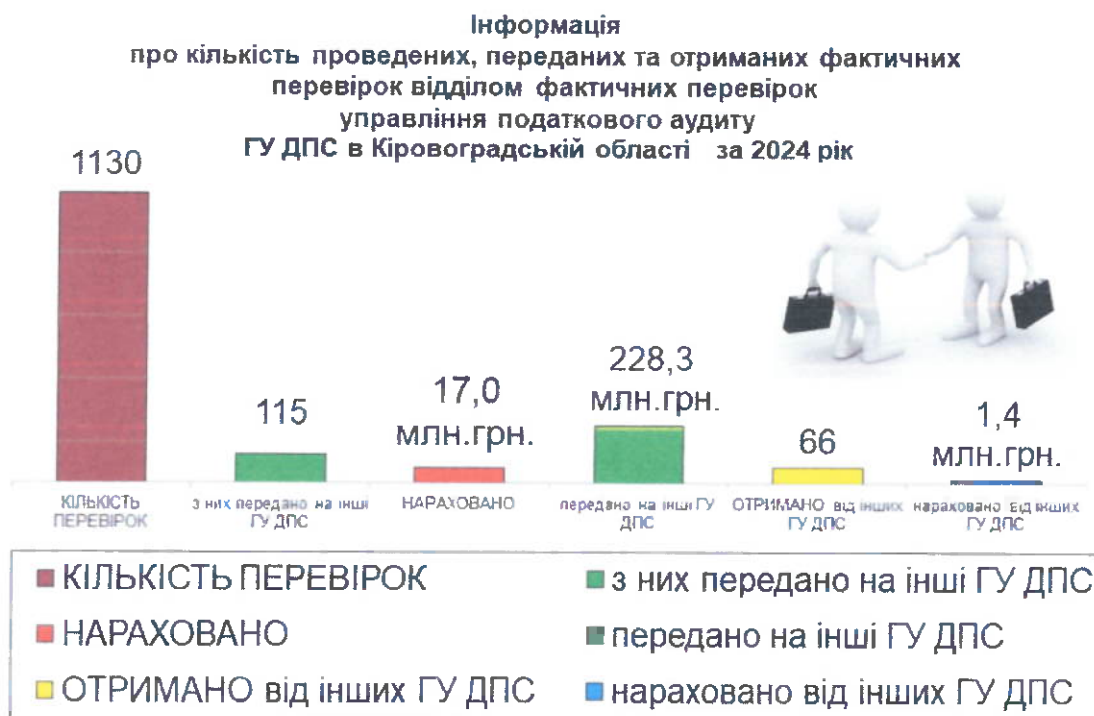 Інформація
про кількість проведених, переданих та отриманих фактичних
перевірок відділом фактичних перевірок
управління податкового аудиту
ГУ ДПС в Кіровоградській області за 2024 рік
1130
115
17,0
млн.грн.
228,3
млн.грн.
66
1,4
млн.грн.
КІЛЬКІСТЬ
ПЕРЕВІРОК
з них передано на інші
ГУ ДПС
НАРАХОВАНО
передано на інші ГУ
ДПС
ОТРИМАНО від інших
ГУ ДПС
нараховано від інших
ГУ ДПС
КІЛЬКІСТЬ ПЕРЕВІРОК
з них передано на інші ГУ ДПС
НАРАХОВАНО
передано на інші ГУ ДПС
ОТРИМАНО від інших ГУ ДПС
нараховано від інших ГУ ДПС